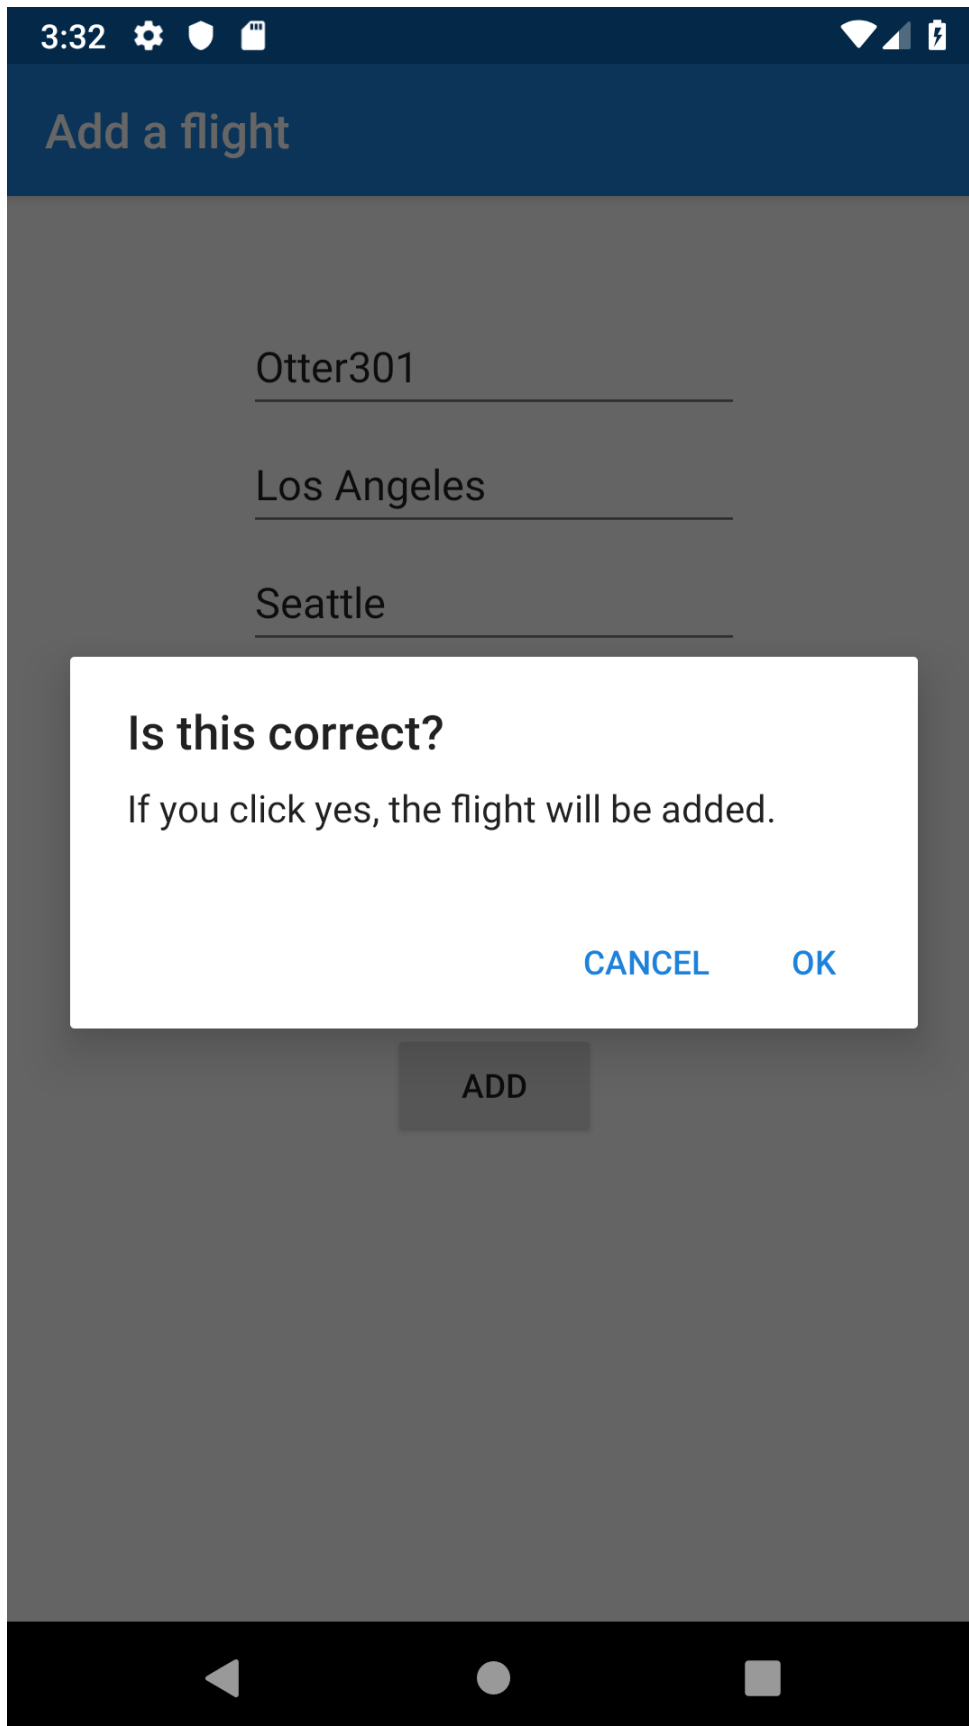 3:32
Add a flight
Otter301
Los Angeles
Seattle
Is this correct?
If you click yes, the flight will be added.
CANCEL OK
ADD